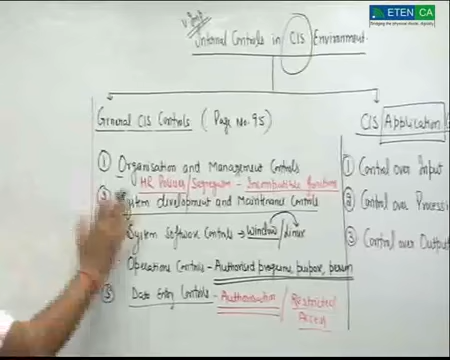 ETEN CA
Internal Controls in CIS Environment
General CIS Controls (Page No. 95)
① Organisation and Management Controls
HR Policies/Segregation - Incompatible functions
System development and Maintenance Controls
System Software Controls → Window/Linux
Operations Controls - Authorised programs, purpose, person
⑤ Data Entry Controls - Authorisation / Restricted Access
CIS Application
① Control over Input
② Control over
③ Control over Output